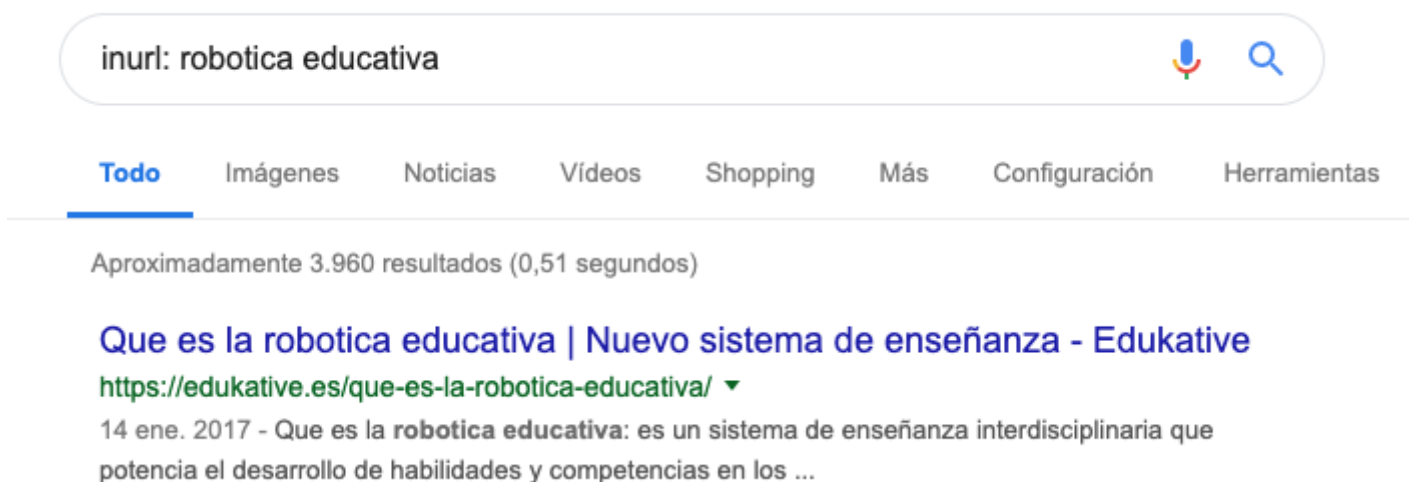 inurl: robotica educativa
Todo Imágenes Noticias Vídeos Shopping Más Configuración Herramientas
Aproximadamente 3.960 resultados (0,51 segundos)
Que es la robotica educativa | Nuevo sistema de enseñanza - Edukative
https://edukative.es/que-es-la-robotica-educativa/
14 ene. 2017 - Que es la robotica educativa: es un sistema de enseñanza interdisciplinaria que
potencia el desarrollo de habilidades y competencias en los ...